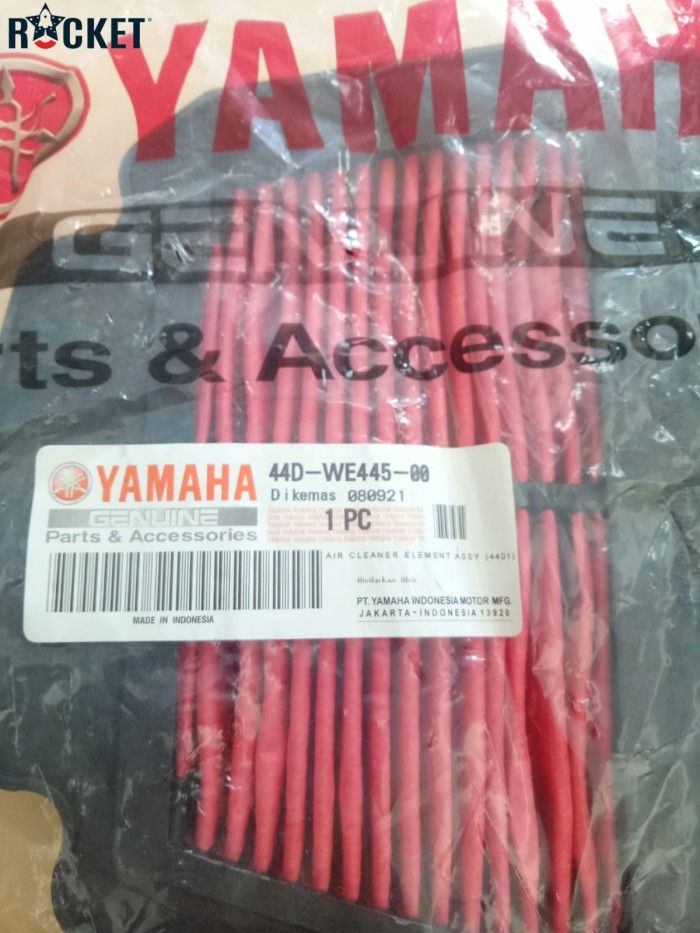 ROCKET
YAMAHA
GENUINE
rts & Accesso
YAMAHA
44D-WE445-00
Dikemas 080921
GENUINE
Parts & Accessories
1 PC
AIR CLEANER ELEMENT ASSY (44D1)
Diedarkan Oleh
PT. YAMAHA INDONESIA MOTOR MFG.
JAKARTA-INDONESIA 13920
MADE IN INDONESIA